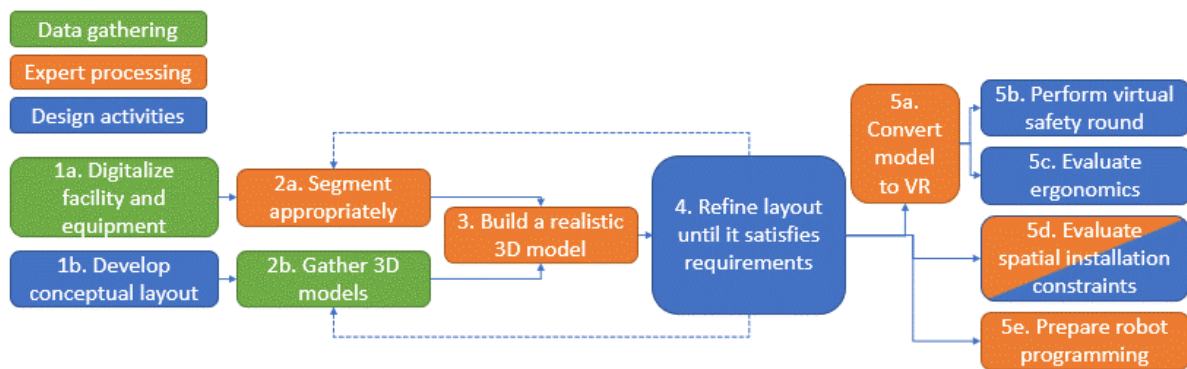 Data gathering
Expert processing
Design activities
1a. Digitalize
facility and
equipment
1b. Develop
conceptual layout
2a. Segment
appropriately
2b. Gather 3D
models
3. Build a realistic
3D model
4. Refine layout
until it satisfies
requirements
5a.
Convert
model
to VR
5b. Perform virtual
safety round
5c. Evaluate
ergonomics
5d. Evaluate
spatial installation
constraints
5e. Prepare robot
programming